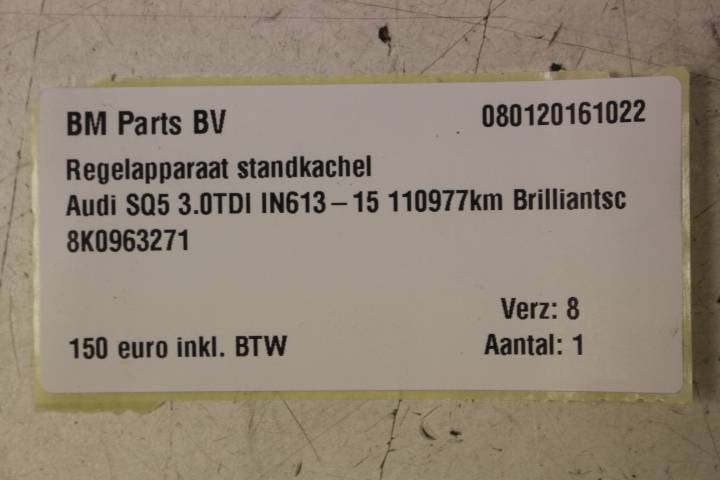 BM Parts BV 080120161022
Regelapparaat standkachel
Audi SQ5 3.0TDI IN613-15 110977km Brilliantsc
8K0963271
Verz: 8
150 euro inkl. BTW Aantal: 1